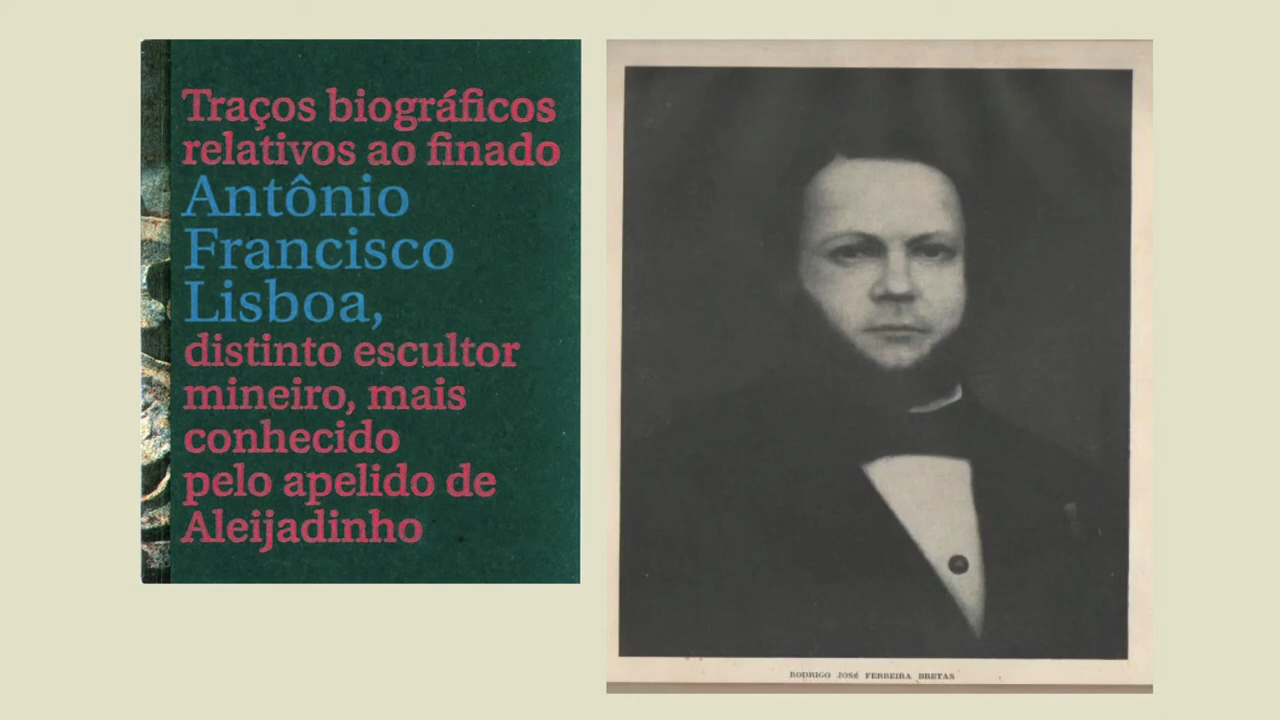 Traços biográficos
relativos ao finado
Antônio
Francisco
Lisboa,
distinto escultor
mineiro, mais
conhecido
pelo apelido de
Aleijadinho
RODRIGO JOSÉ FERREIRA BRETAS